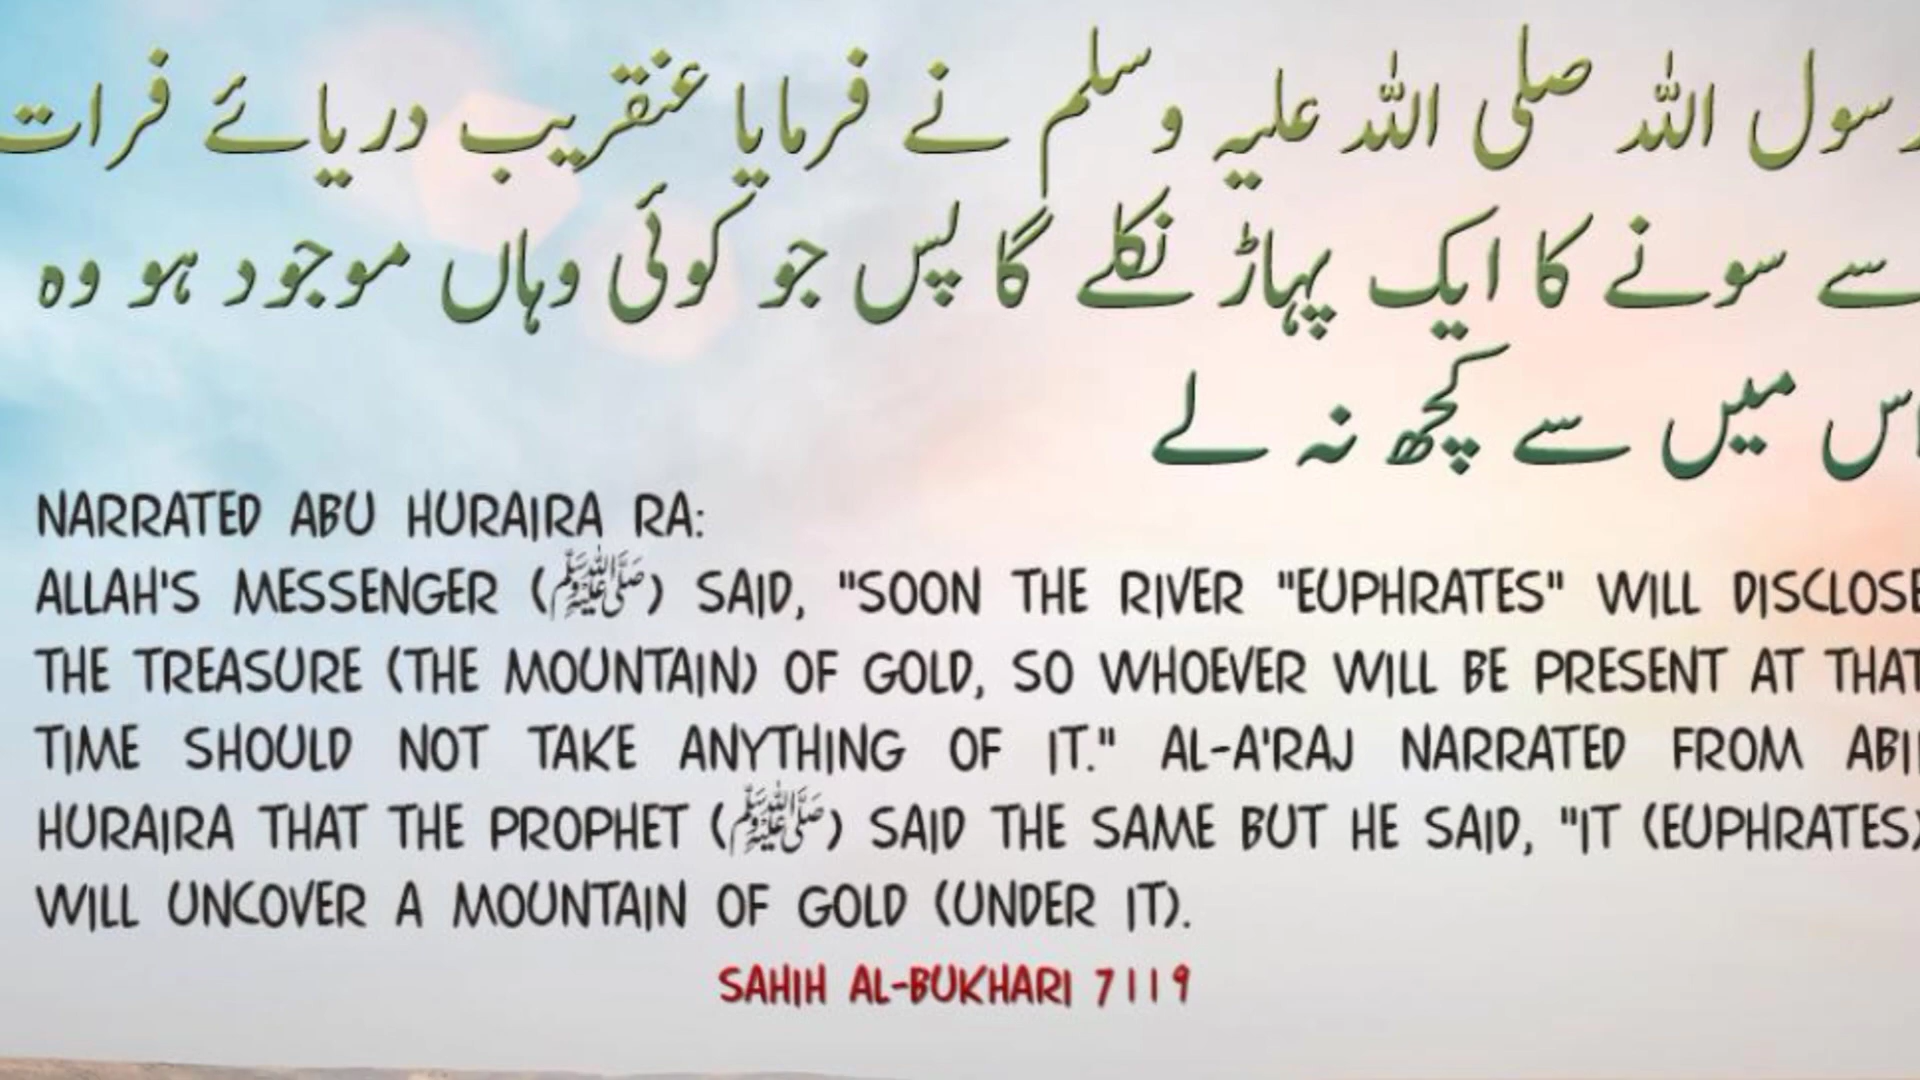 رسول اللہ صلی اللہ علیہ وسلم نے فرمایا عنقریب دریائے فرات
سے سونے کا ایک پہاڑ نکلے گا پس جو کوئی وہاں موجود ہو وہ
اس میں سے کچھ نہ لے
NARRATED ABU HURAIRA RA:
ALLAH'S MESSENGER (ﷺ) SAID, "SOON THE RIVER "EUPHRATES" WILL DISCLOSE
THE TREASURE (THE MOUNTAIN) OF GOLD, SO WHOEVER WILL BE PRESENT AT THAT
TIME SHOULD NOT TAKE ANYTHING OF IT." AL-A'RAJ NARRATED FROM ABII
HURAIRA THAT THE PROPHET (ﷺ) SAID THE SAME BUT HE SAID, "IT (EUPHRATES)
WILL UNCOVER A MOUNTAIN OF GOLD (UNDER IT).
SAHIH AL-BUKHARI 7119